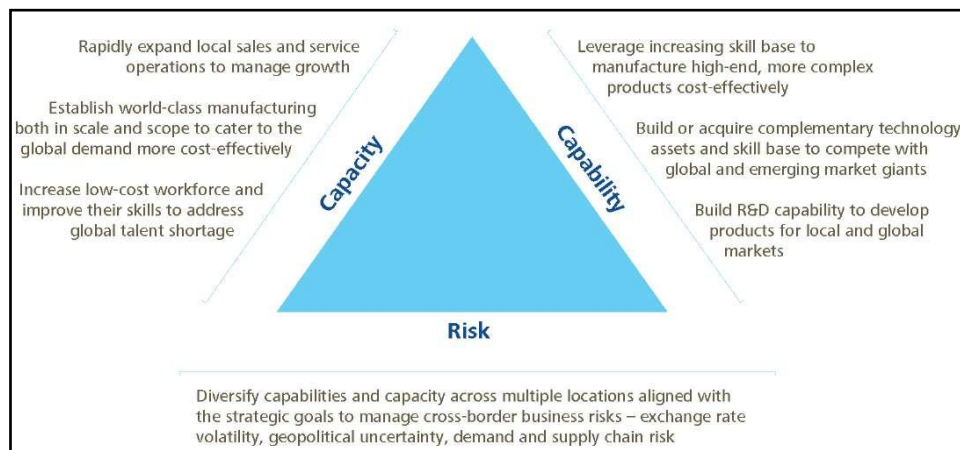 Rapidly expand local sales and service
operations to manage growth
Establish world-class manufacturing
both in scale and scope to cater to the
global demand more cost-effectively
Increase low-cost workforce and
improve their skills to address
global talent shortage
Capacity
Capability
Leverage increasing skill base to
manufacture high-end, more complex
products cost-effectively
Build or acquire complementary technology
assets and skill base to compete with
global and emerging market giants
Build R&D capability to develop
products for local and global
markets
Risk
Diversify capabilities and capacity across multiple locations aligned with
the strategic goals to manage cross-border business risks – exchange rate
volatility, geopolitical uncertainty, demand and supply chain risk